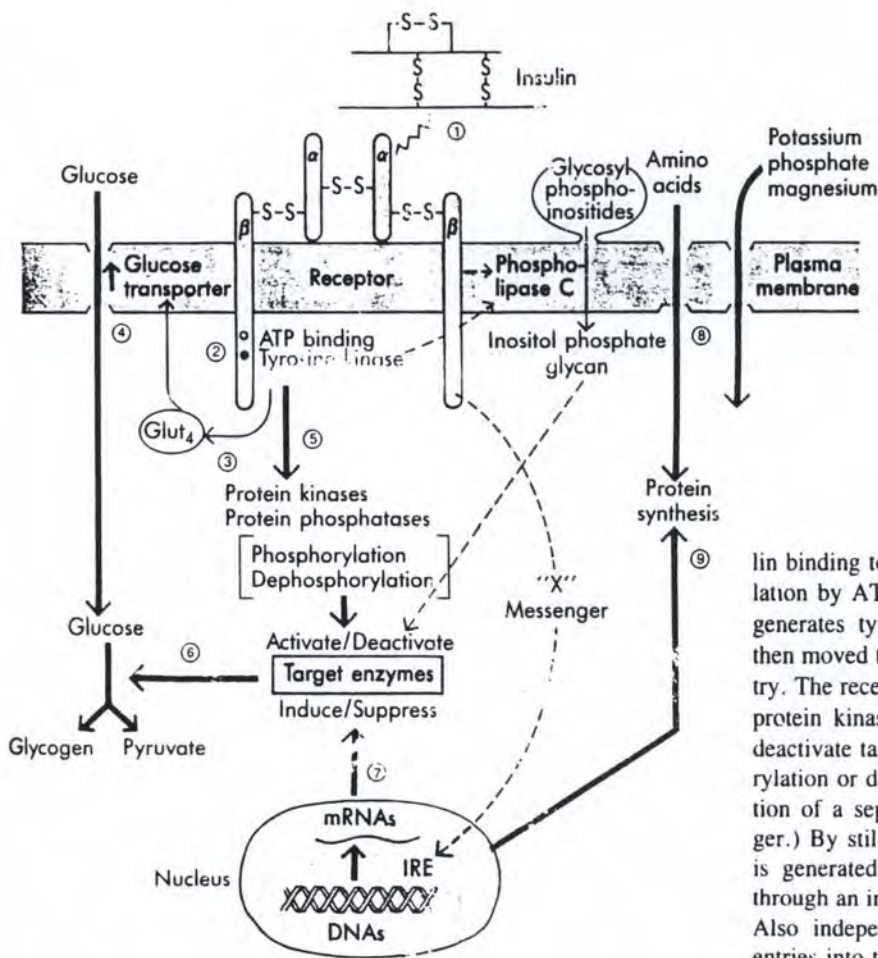 S–S
S S
S S
Insulin
①
α α
Glucose
S–S
Glycosyl
phospho-
inositides
Amino
acids
Potassium
phosphate
magnesium
β S–S S–S β
Glucose
transporter
Receptor
Phospho-
lipase C
Plasma
membrane
④
②
ATP binding
Tyrosine kinase
Inositol phosphate
glycan
⑧
Glut4
③
⑤
Protein kinases
Protein phosphatases
Phosphorylation
Dephosphorylation
Protein
synthesis
⑨
"X"
Messenger
Glucose
⑥
Activate/Deactivate
Target enzymes
Induce/Suppress
Glycogen Pyruvate
⑦
mRNAs
IRE
Nucleus
DNAs
lin binding to
lation by AT
generates ty
then moved t
try. The rece
protein kinas
deactivate ta
rylation or d
tion of a sep
ger.) By stil
is generated
through an in
Also indepe
entries into t